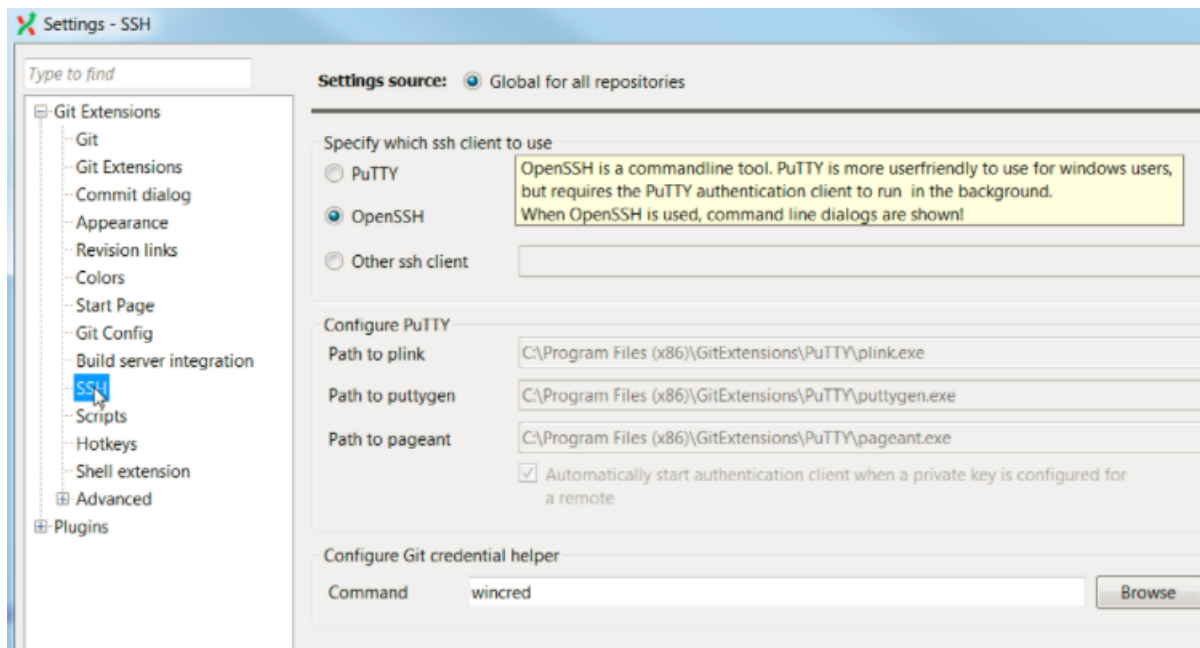 Settings - SSH
Type to find
Git Extensions
Git
Git Extensions
Commit dialog
Appearance
Revision links
Colors
Start Page
Git Config
Build server integration
SSH
Scripts
Hotkeys
Shell extension
Advanced
Plugins
Settings source: Global for all repositories
Specify which ssh client to use
PuTTY
OpenSSH is a commandline tool. PuTTY is more userfriendly to use for windows users,
but requires the PuTTY authentication client to run in the background.
When OpenSSH is used, command line dialogs are shown!
OpenSSH
Other ssh client
Configure PuTTY
Path to plink C:\Program Files (x86)\GitExtensions\PuTTY\plink.exe
Path to puttygen C:\Program Files (x86)\GitExtensions\PuTTY\puttygen.exe
Path to pageant C:\Program Files (x86)\GitExtensions\PuTTY\pageant.exe
Automatically start authentication client when a private key is configured for
a remote
Configure Git credential helper
Command wincred Browse